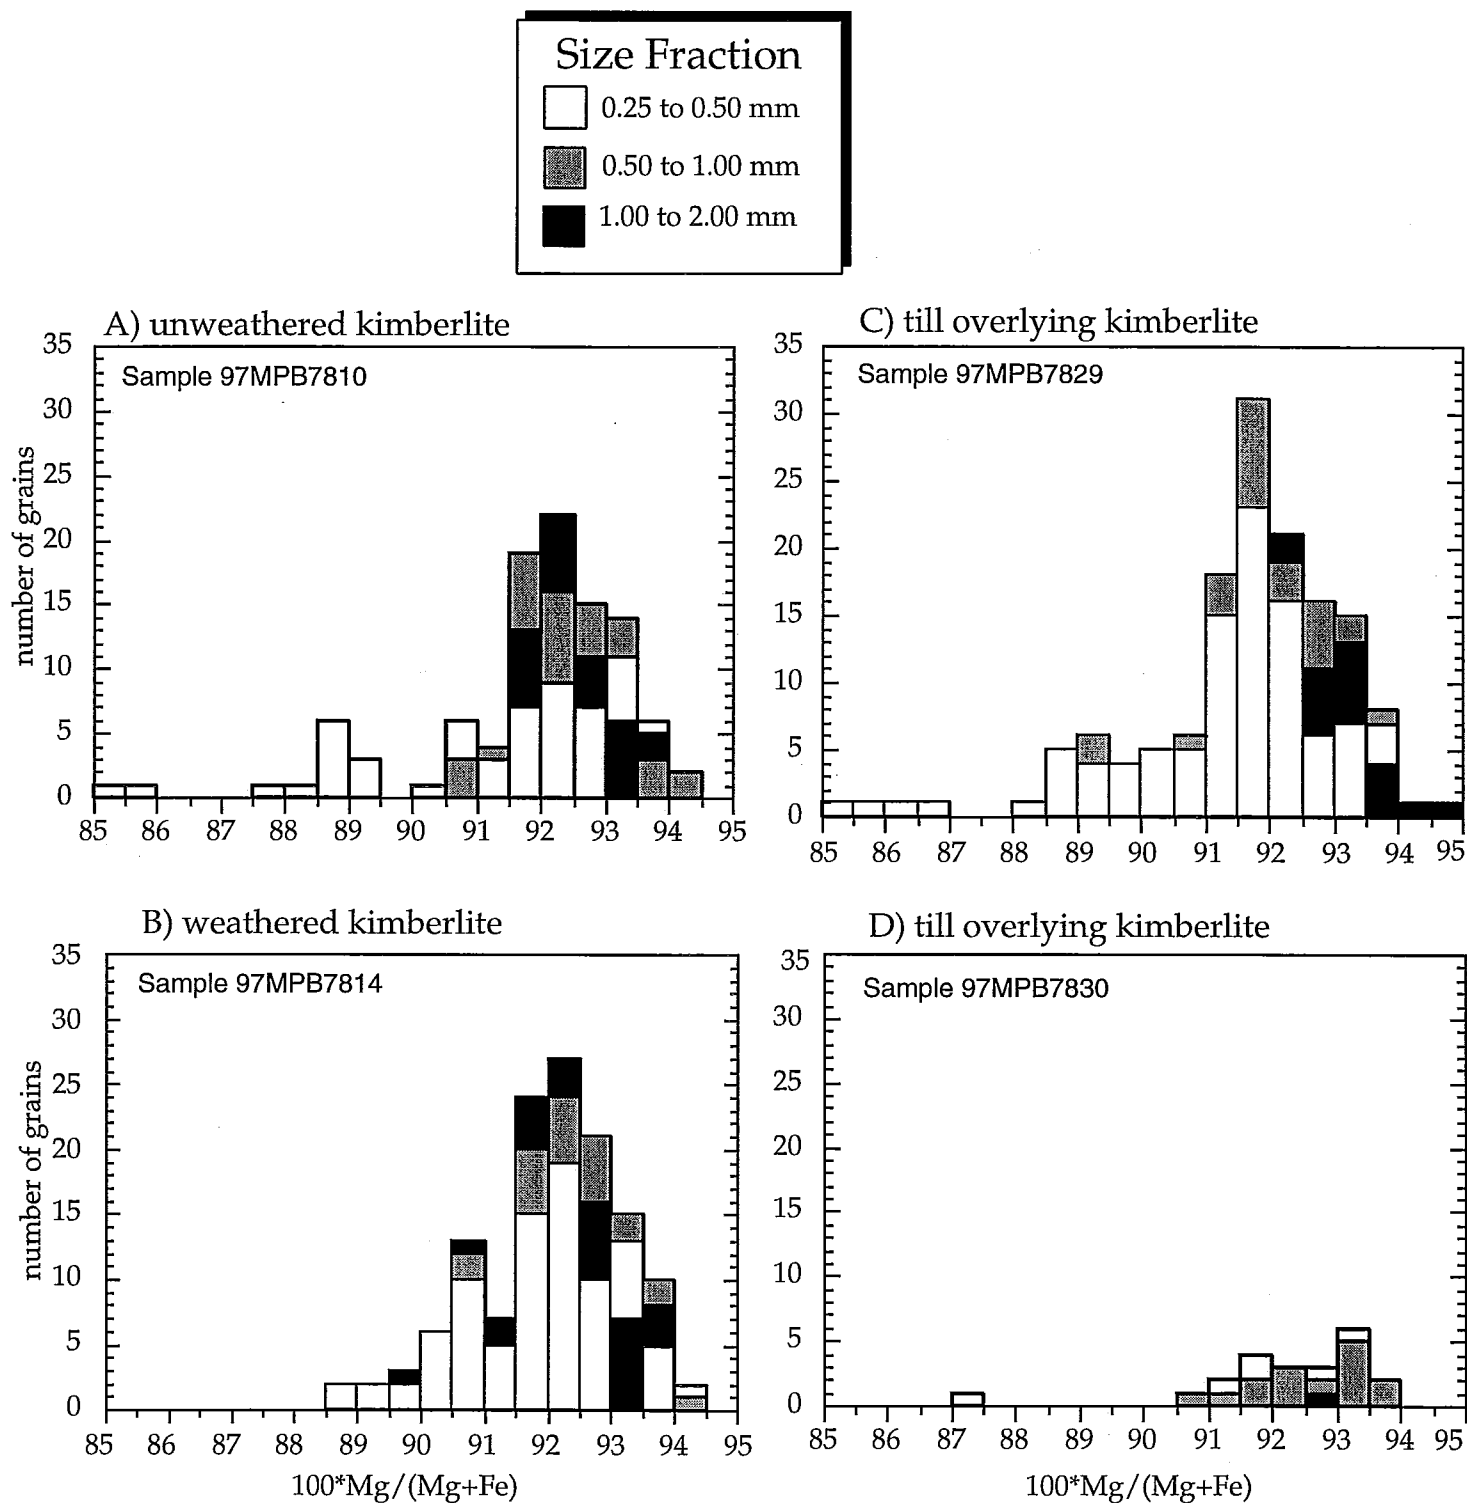 Size Fraction
0.25 to 0.50 mm
0.50 to 1.00 mm
1.00 to 2.00 mm
A) unweathered kimberlite
Sample 97MPB7810
number of grains
35
30
25
20
15
10
5
0
85 86 87 88 89 90 91 92 93 94 95
C) till overlying kimberlite
Sample 97MPB7829
35
30
25
20
15
10
5
0
85 86 87 88 89 90 91 92 93 94 95
B) weathered kimberlite
Sample 97MPB7814
number of grains
35
30
25
20
15
10
5
0
85 86 87 88 89 90 91 92 93 94 95
100*Mg/(Mg+Fe)
D) till overlying kimberlite
Sample 97MPB7830
35
30
25
20
15
10
5
0
85 86 87 88 89 90 91 92 93 94 95
100*Mg/(Mg+Fe)